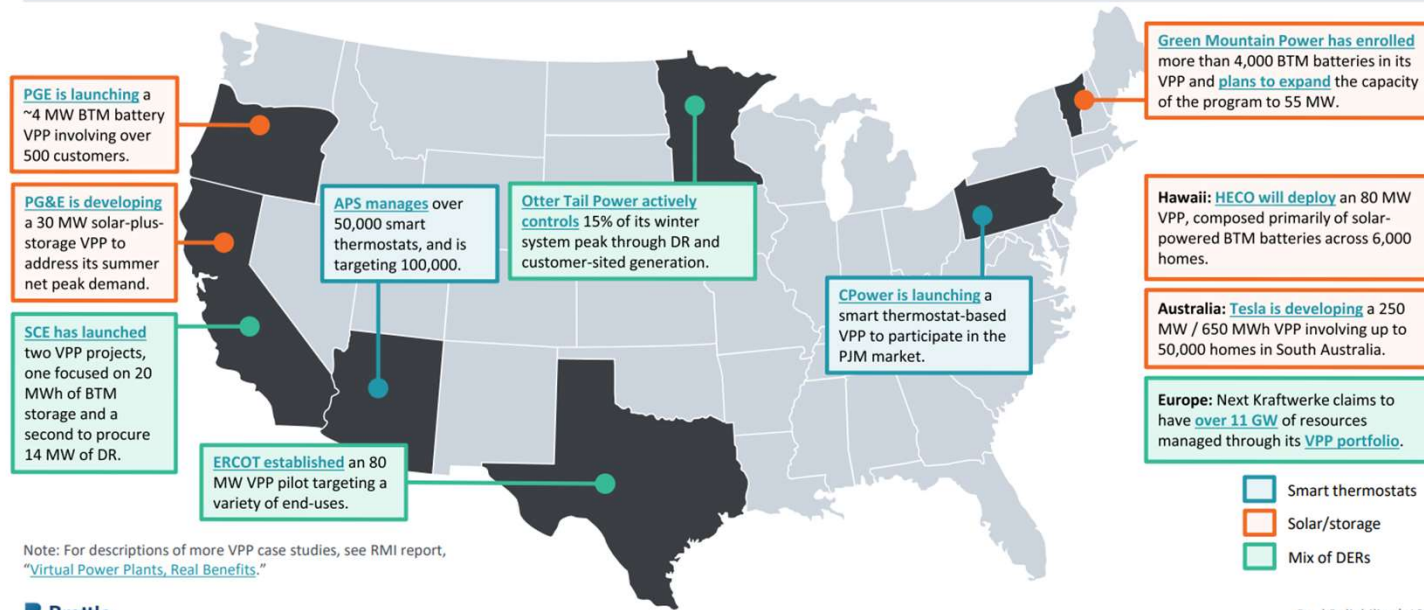 PGE is launching a
~4 MW BTM battery
VPP involving over
500 customers.
PG&E is developing
a 30 MW solar-plus-
storage VPP to
address its summer
net peak demand.
SCE has launched
two VPP projects,
one focused on 20
MWh of BTM
storage and a
second to procure
14 MW of DR.
APS manages over
50,000 smart
thermostats, and is
targeting 100,000.
Otter Tail Power actively
controls 15% of its winter
system peak through DR and
customer-sited generation.
ERCOT established an 80
MW VPP pilot targeting a
variety of end-uses.
CPower is launching a
smart thermostat-based
VPP to participate in the
PJM market.
Green Mountain Power has enrolled
more than 4,000 BTM batteries in its
VPP and plans to expand the capacity
of the program to 55 MW.
Hawaii: HECO will deploy an 80 MW
VPP, composed primarily of solar-
powered BTM batteries across 6,000
homes.
Australia: Tesla is developing a 250
MW / 650 MWh VPP involving up to
50,000 homes in South Australia.
Europe: Next Kraftwerke claims to
have over 11 GW of resources
managed through its VPP portfolio.
Smart thermostats
Solar/storage
Mix of DERs
Note: For descriptions of more VPP case studies, see RMI report,
“Virtual Power Plants, Real Benefits.”
Brattle